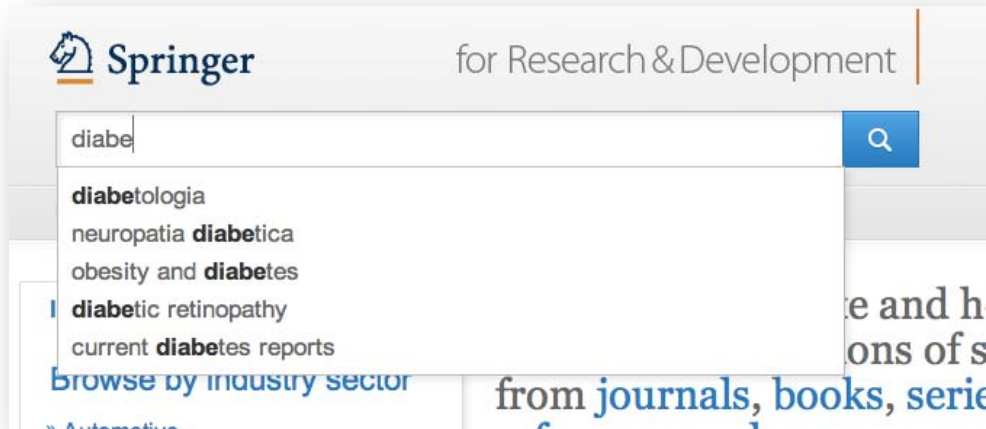 Springer
for Research & Development
diabe
diabetologia
neuropatia diabetica
obesity and diabetes
diabetic retinopathy
current diabetes reports
Browse by industry sector
and h
ons of s
from journals, books, serie
» Automotive